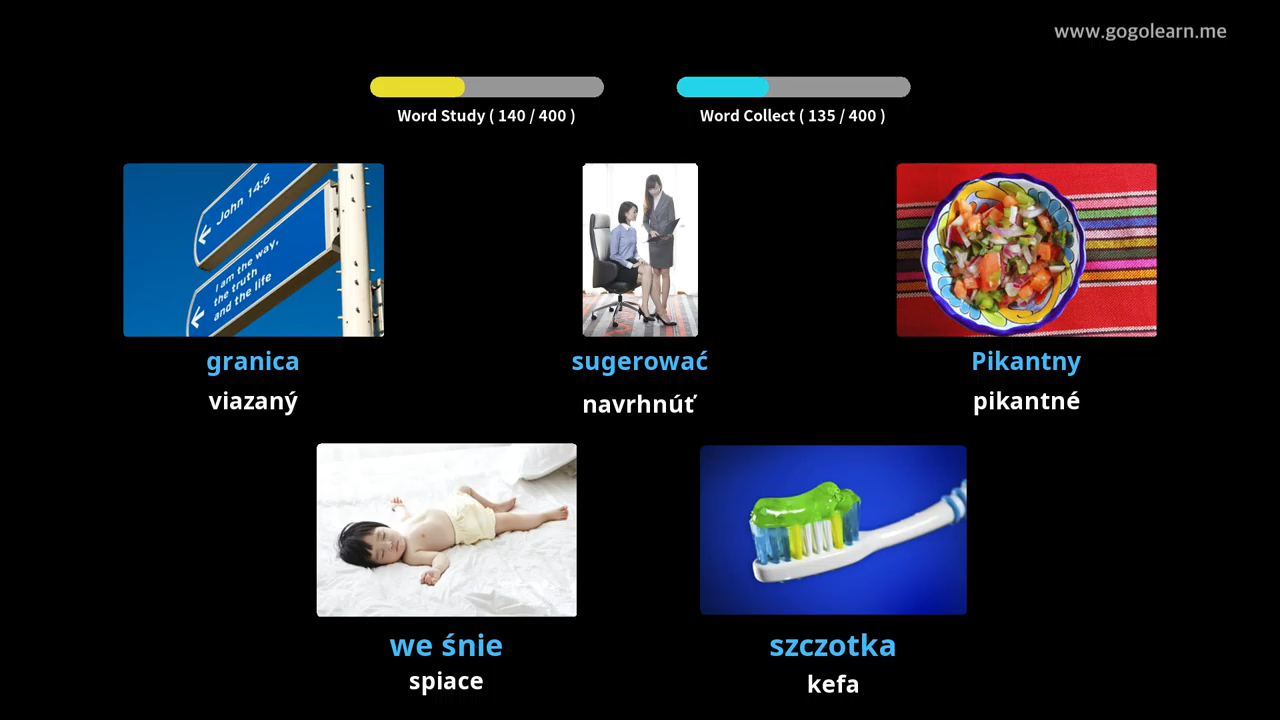 www.gogolearn.me
Word Study ( 140 / 400 )
Word Collect ( 135 / 400 )
John 14:6
I am the way,
the truth
and the life
granica
viazaný
sugerować
navrhnúť
Pikantny
pikantné
we śnie
spiace
szczotka
kefa